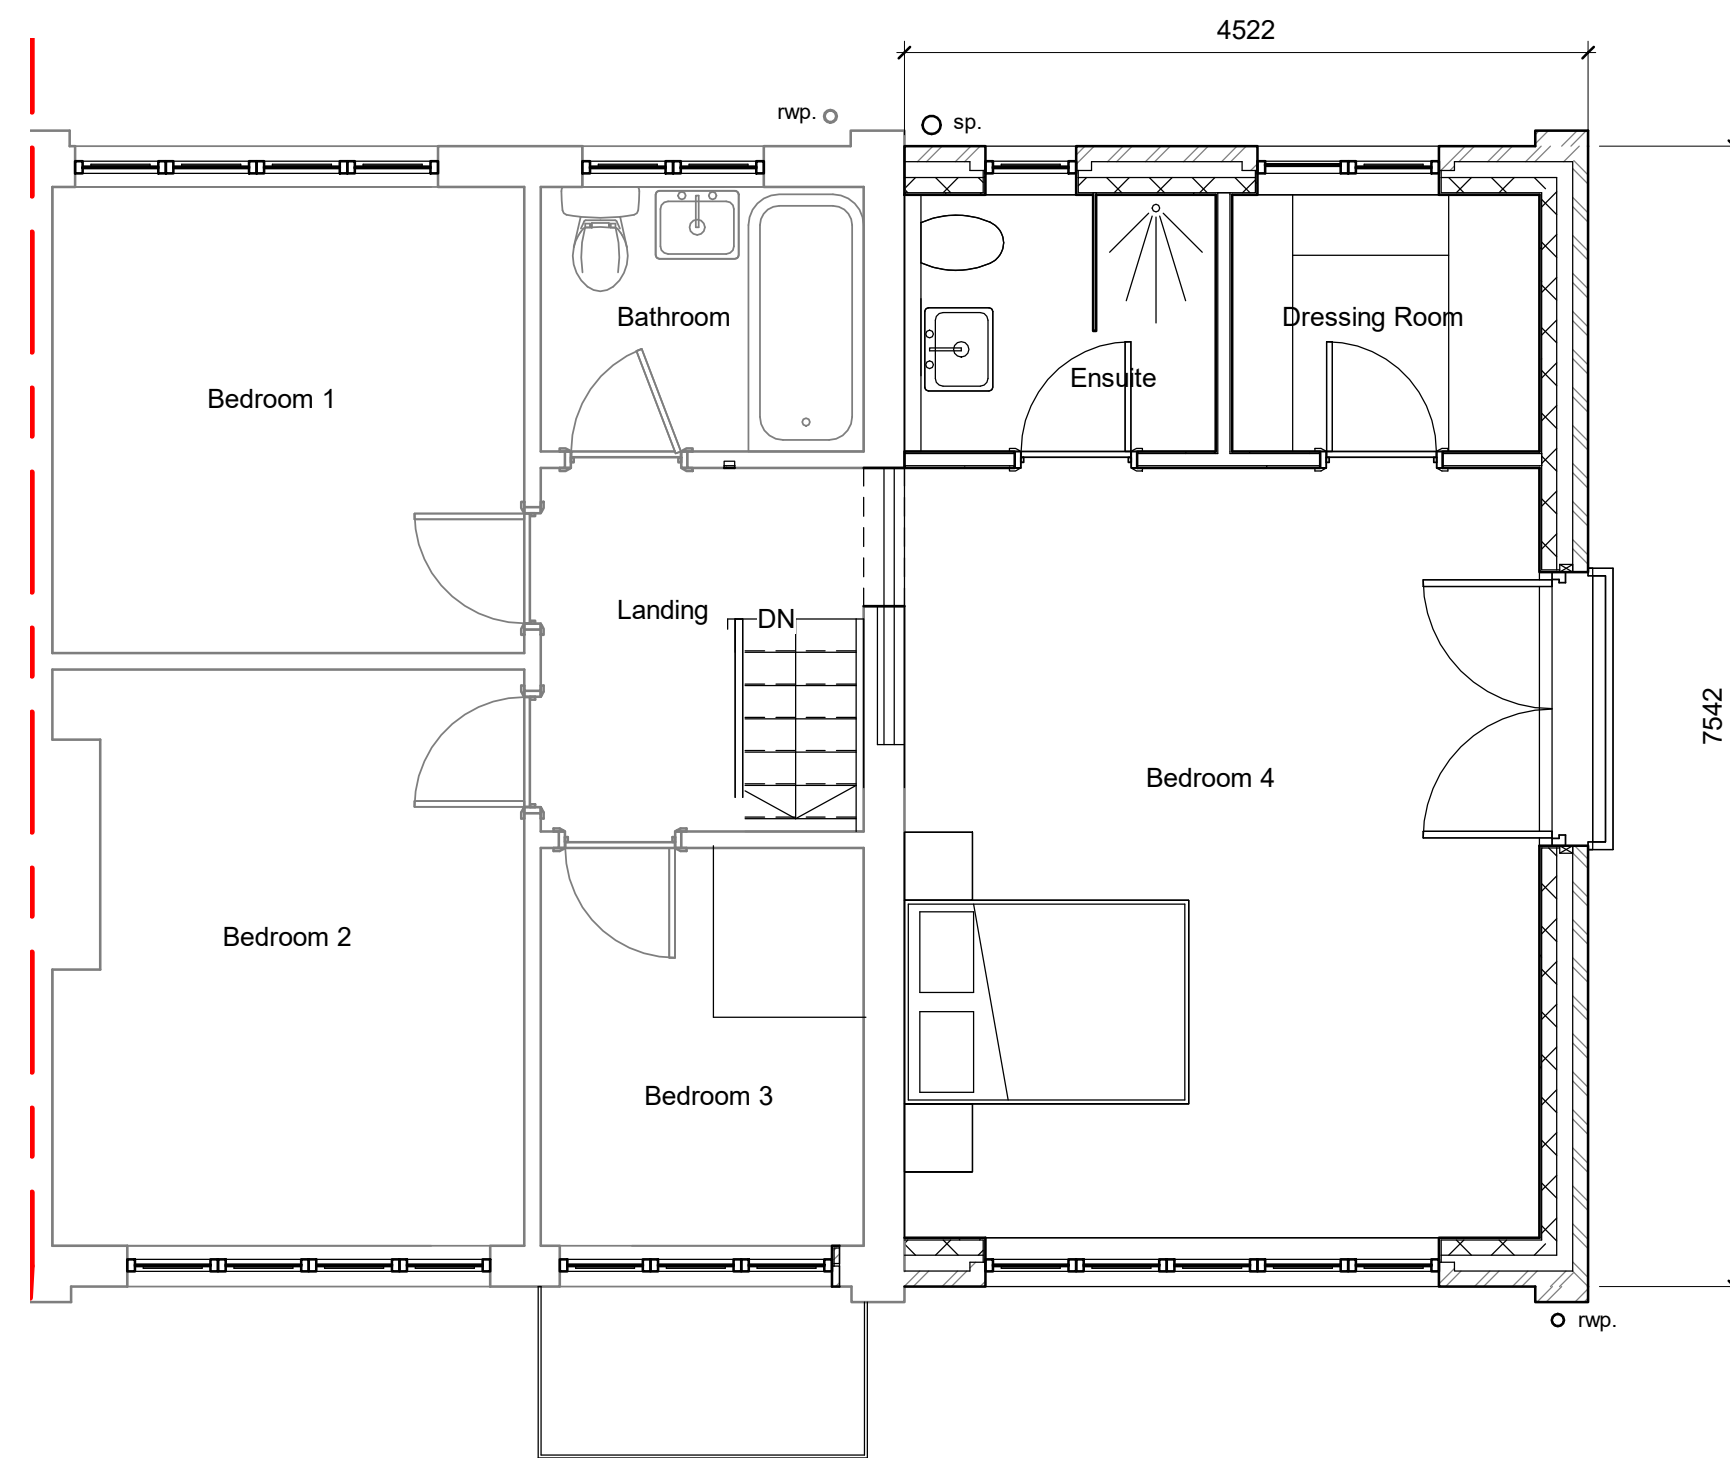 4522
rwp.
sp.
Bathroom
Dressing Room
Ensuite
Bedroom 1
Landing
DN
7542
Bedroom 4
Bedroom 2
Bedroom 3
rwp.